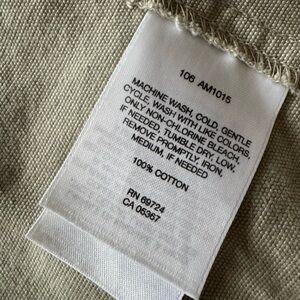 106 AM1015
MACHINE WASH, COLD, GENTLE
CYCLE, WASH WITH LIKE COLORS,
ONLY NON-CHLORINE BLEACH,
IF NEEDED, TUMBLE DRY, LOW,
REMOVE PROMPTLY, IRON,
MEDIUM, IF NEEDED
100% COTTON
RN 69724
CA 05367